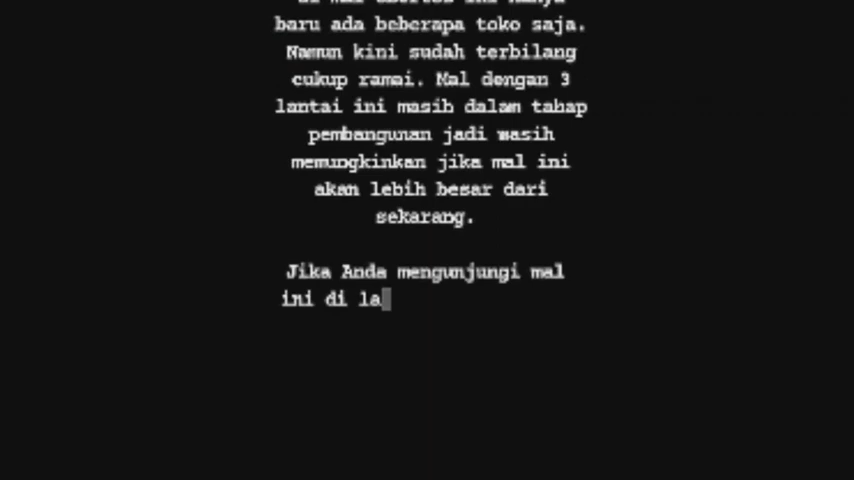 baru ada beberapa toko saja.
Namun kini sudah terbilang
cukup ramai. Mal dengan 3
lantai ini masih dalam tahap
pembangunan jadi masih
memungkinkan jika mal ini
akan lebih besar dari
sekarang.
Jika Anda mengunjungi mal
ini di la